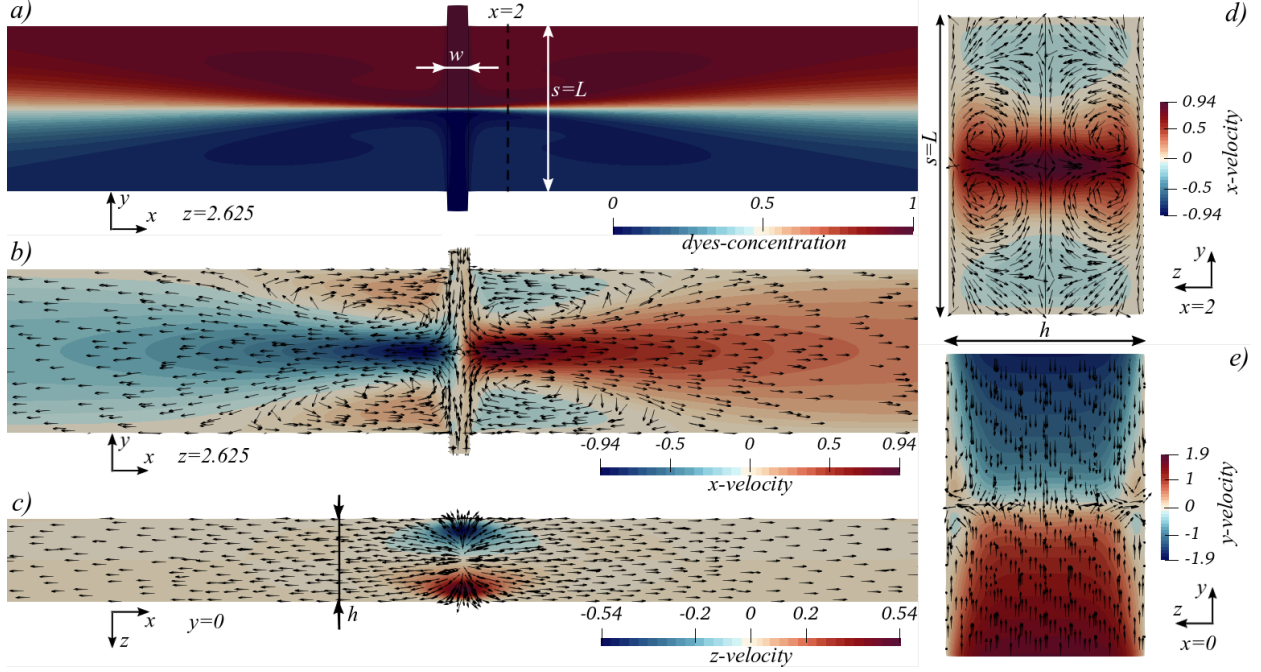 a)
x=2
w
s=L
y
x
z=2.625
0
0.5
1
dyes-concentration
b)
y
x
z=2.625
-0.94
-0.5
0
0.5
0.94
x-velocity
c)
h
x
z
y=0
-0.54
-0.2
0
0.2
0.54
z-velocity
d)
s=L
0.94
0.5
0
-0.5
-0.94
x-velocity
y
z
x=2
h
e)
1.9
1
0
-1
-1.9
y-velocity
y
z
x=0